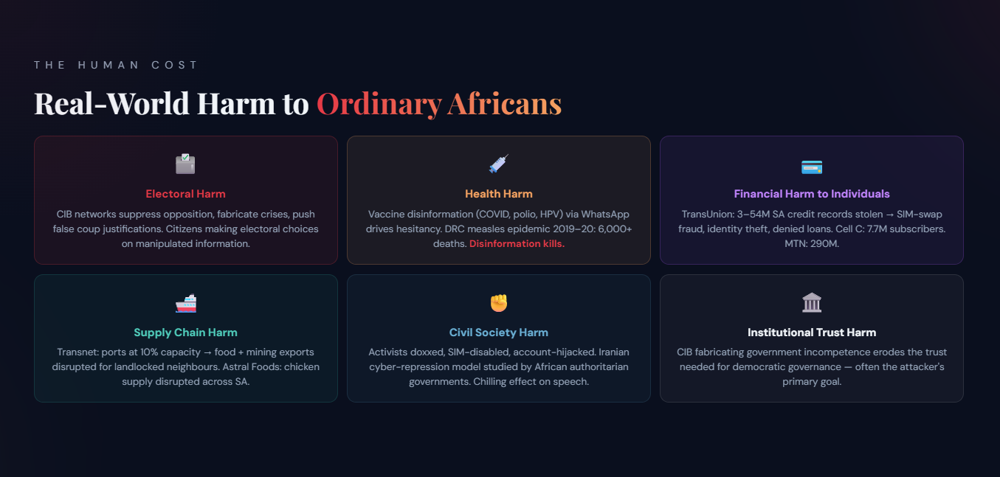 THE HUMAN COST
Real-World Harm to Ordinary Africans
Electoral Harm
CIB networks suppress opposition, fabricate crises, push
false coup justifications. Citizens making electoral choices
on manipulated information.
Health Harm
Vaccine disinformation (COVID, polio, HPV) via WhatsApp
drives hesitancy. DRC measles epidemic 2019–20: 6,000+
deaths. Disinformation kills.
Financial Harm to Individuals
TransUnion: 3–54M SA credit records stolen → SIM-swap
fraud, identity theft, denied loans. Cell C: 7.7M subscribers.
MTN: 290M.
Supply Chain Harm
Transnet: ports at 10% capacity → food + mining exports
disrupted for landlocked neighbours. Astral Foods: chicken
supply disrupted across SA.
Civil Society Harm
Activists doxxed, SIM-disabled, account-hijacked. Iranian
cyber-repression model studied by African authoritarian
governments. Chilling effect on speech.
Institutional Trust Harm
CIB fabricating government incompetence erodes the trust
needed for democratic governance — often the attacker's
primary goal.